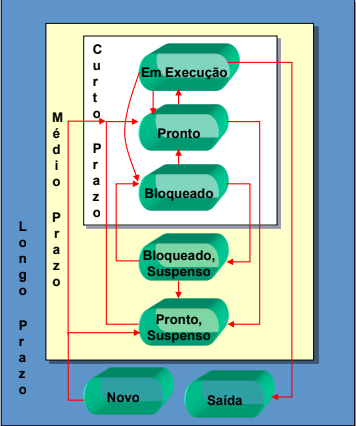 Curto Prazo
Em Execução
Pronto
Bloqueado
Médio Prazo
Bloqueado,
Suspenso
Pronto,
Suspenso
Longo Prazo
Novo
Saída